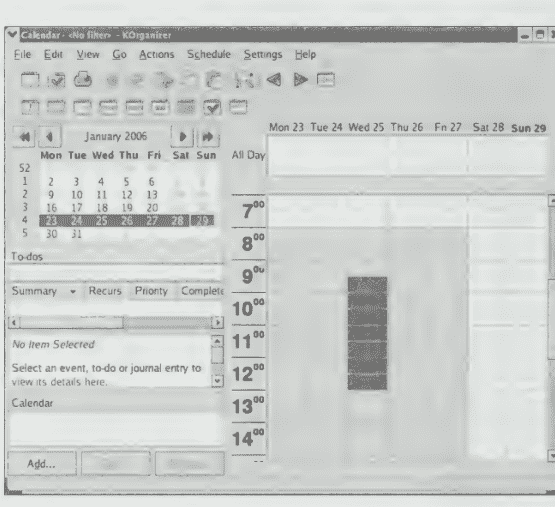 Calendar - <No filter> - KOrganizer
File Edit View Go Actions Schedule Settings Help
January 2006
Mon Tue Wed Thu Fri Sat Sun
52
1 2 3 4 5 6
2 9 10 11 12 13
3 16 17 18 19 20
4 23 24 25 26 27 28 29
5 30 31
To-dos
Summary Recurs Priority Complete
No Item Selected
Select an event, to-do or journal entry to
view its details here.
Calendar
Add...
Mon 23 Tue 24 Wed 25 Thu 26 Fri 27 Sat 28 Sun 29
All Day
7⁰⁰
8⁰⁰
9⁰⁰
10⁰⁰
11⁰⁰
12⁰⁰
13⁰⁰
14⁰⁰